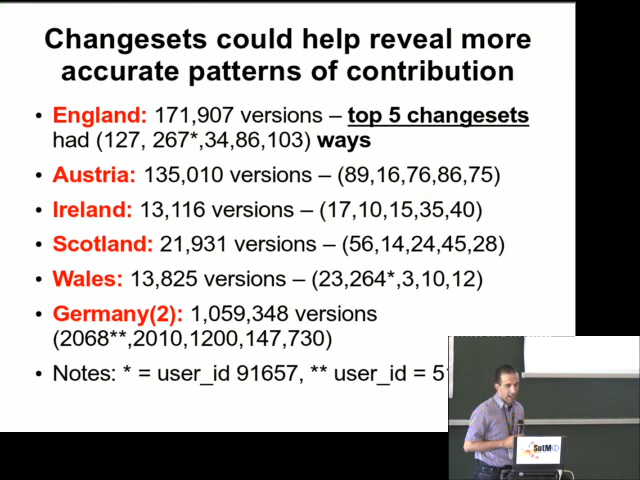 Changesets could help reveal more
accurate patterns of contribution
• England: 171,907 versions – top 5 changesets
had (127, 267*,34,86,103) ways
• Austria: 135,010 versions – (89,16,76,86,75)
• Ireland: 13,116 versions – (17,10,15,35,40)
• Scotland: 21,931 versions – (56,14,24,45,28)
• Wales: 13,825 versions – (23,264*,3,10,12)
• Germany(2): 1,059,348 versions
(2068**,2010,1200,147,730)
• Notes: * = user_id 91657, ** user_id = 5
SotM